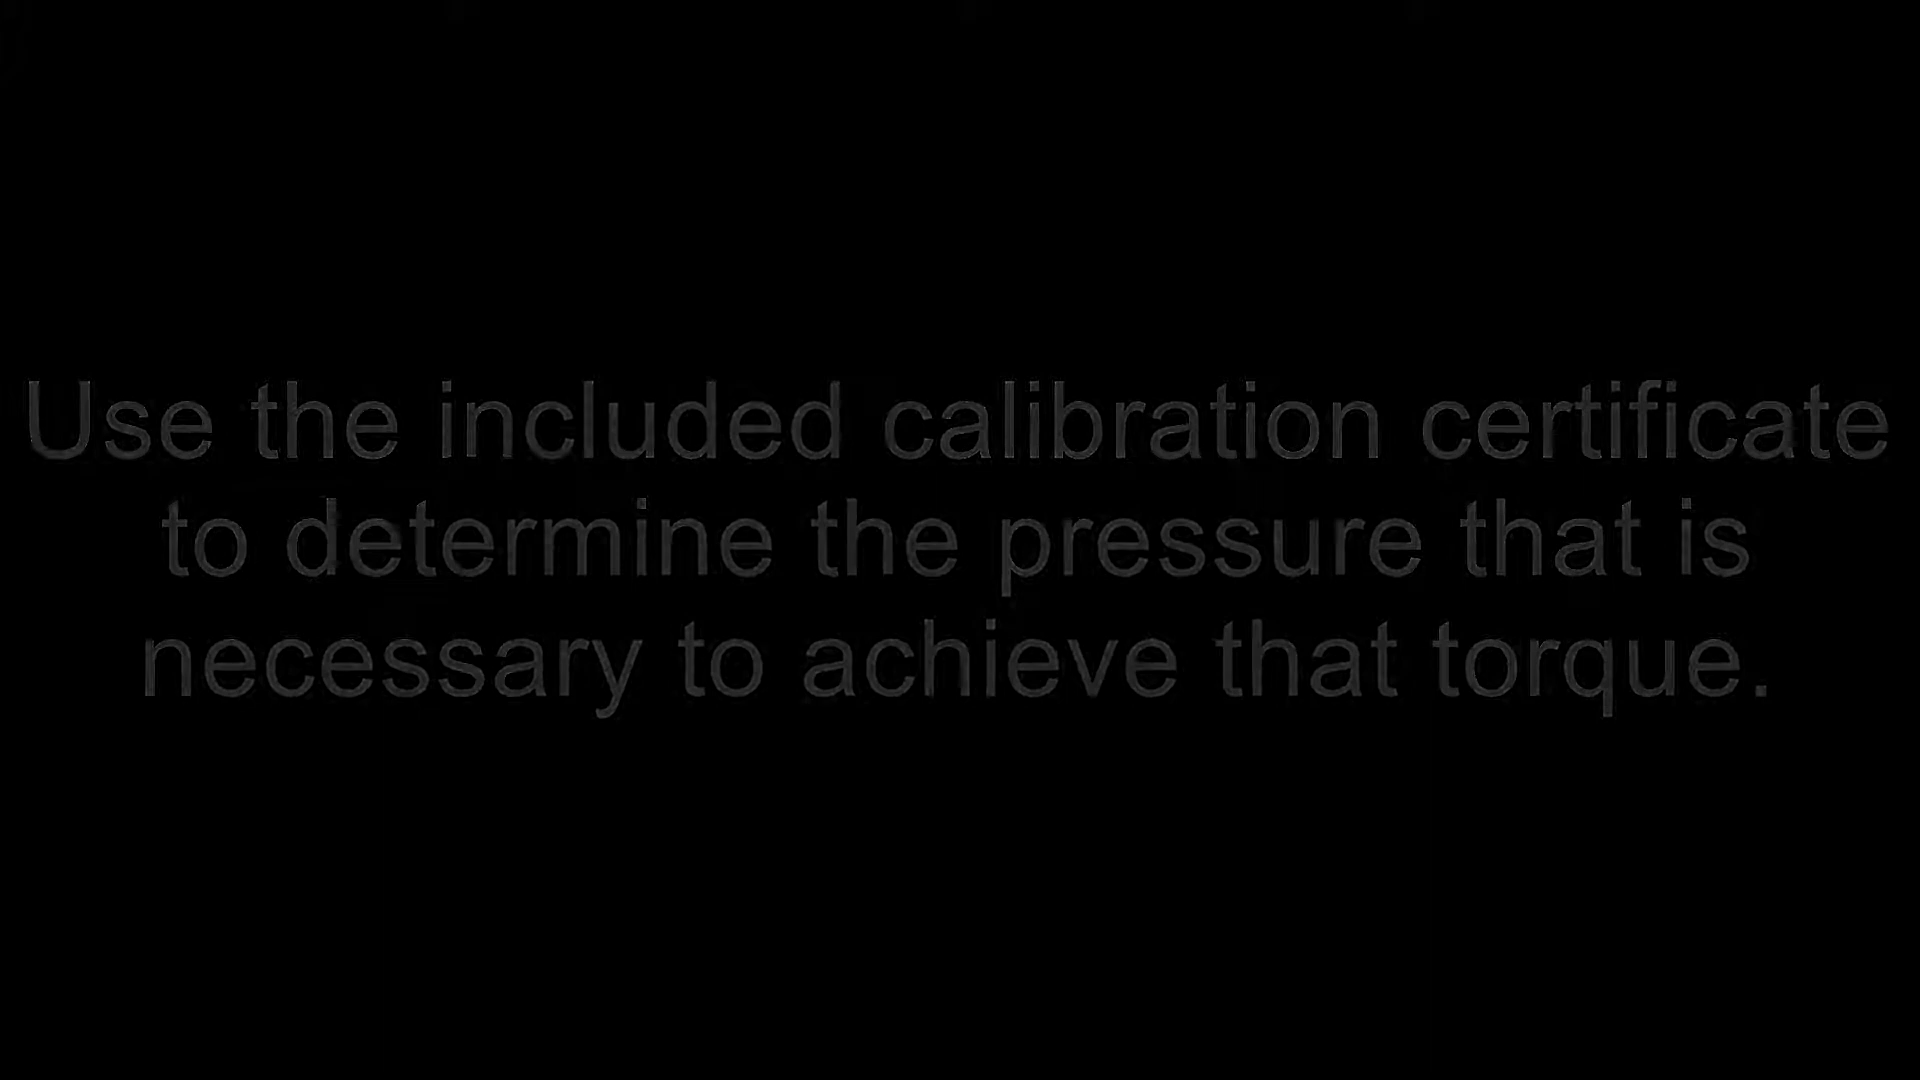 Use the included calibration certificate
to determine the pressure that is
necessary to achieve that torque.